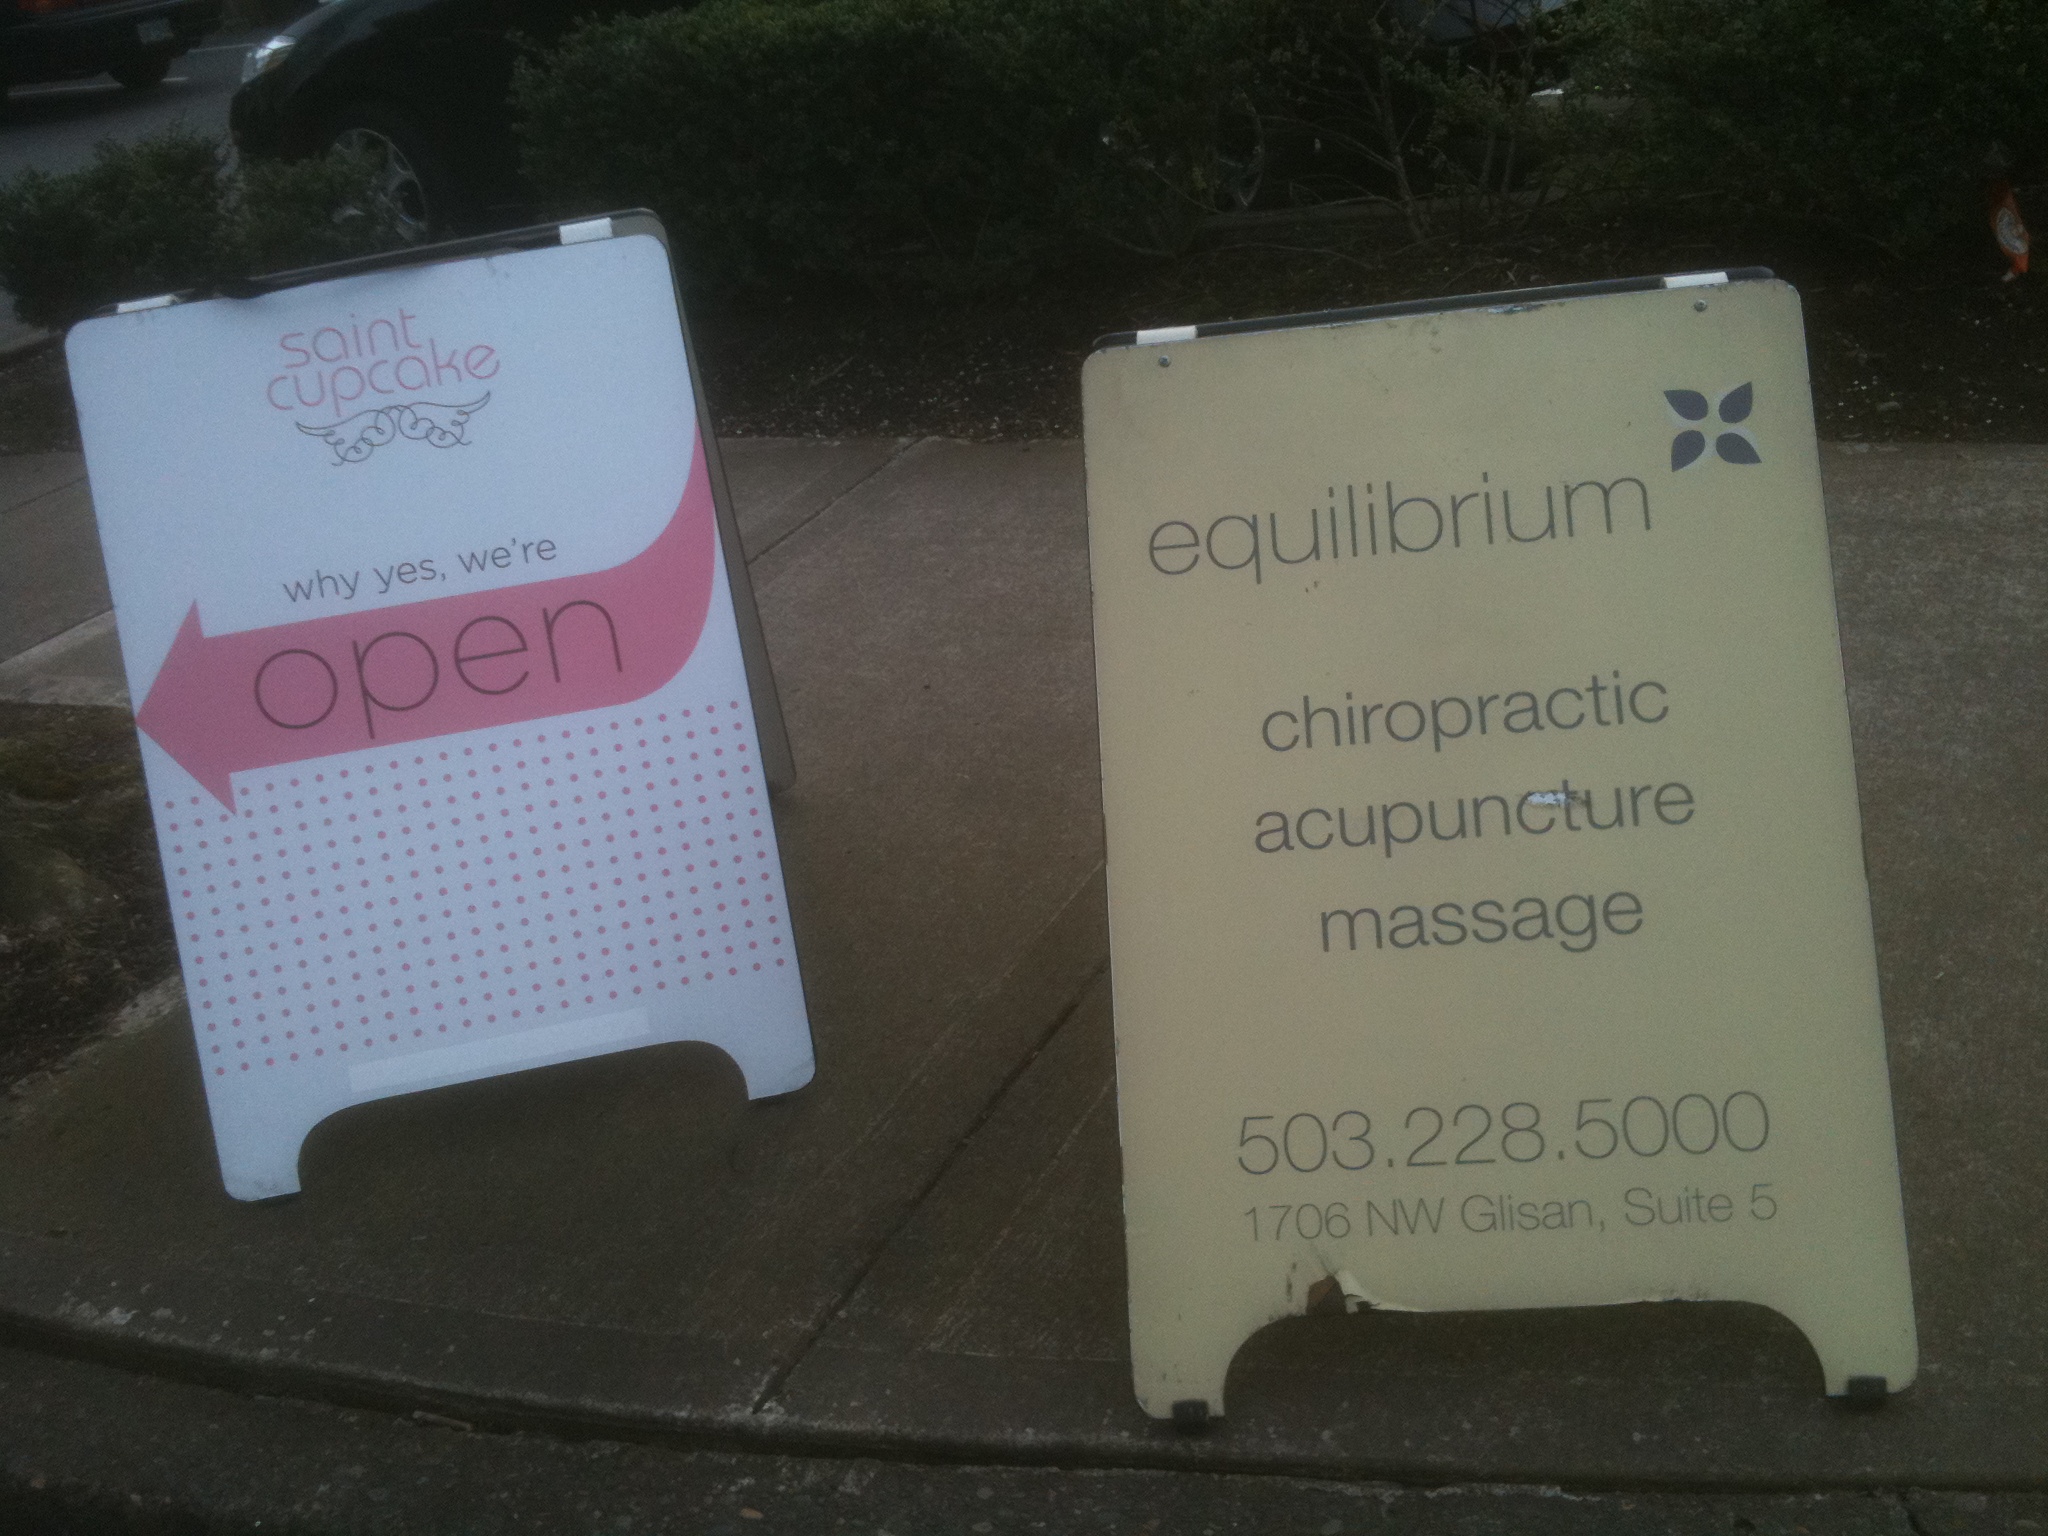 saint
cupcake
why yes, we're
open
equilibrium
chiropractic
acupuncture
massage
503.228.5000
1706 NW Glisan, Suite 5